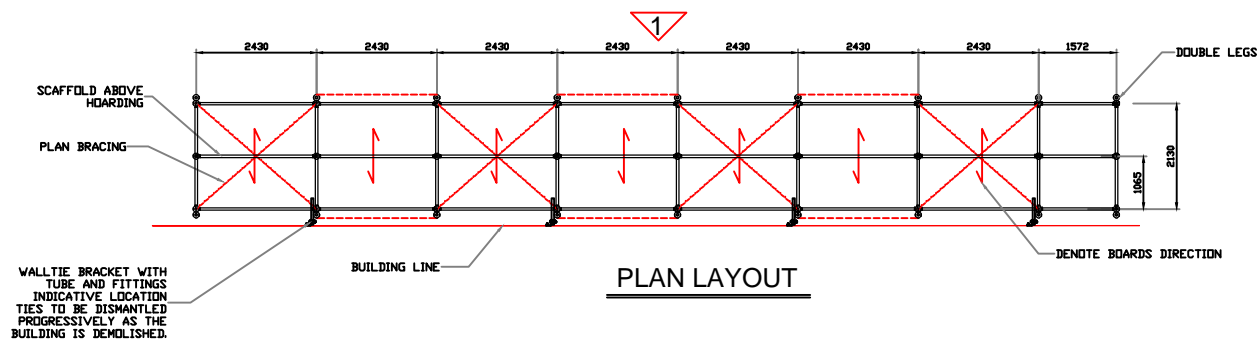 1
2430 2430 2430 2430 2430 2430 2430 1572
DOUBLE LEGS
SCAFFOLD ABOVE
HOARDING
PLAN BRACING
2130
1065
BUILDING LINE
DENOTE BOARDS DIRECTION
PLAN LAYOUT
WALLTIE BRACKET WITH
TUBE AND FITTINGS
INDICATIVE LOCATION
TIES TO BE DISMANTLED
PROGRESSIVELY AS THE
BUILDING IS DEMOLISHED.